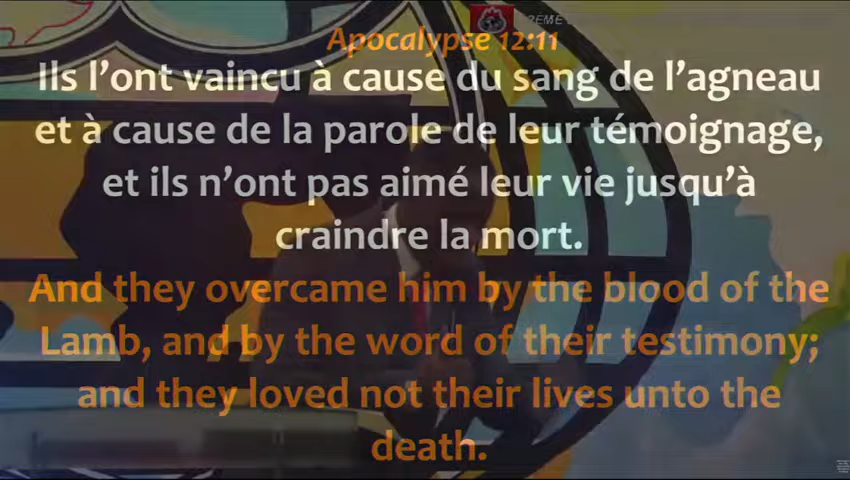 Apocalypse 12:11
Ils l’ont vaincu à cause du sang de l’agneau
et à cause de la parole de leur témoignage,
et ils n’ont pas aimé leur vie jusqu’à
craindre la mort.
And they overcame him by the blood of the
Lamb, and by the word of their testimony;
and they loved not their lives unto the
death.